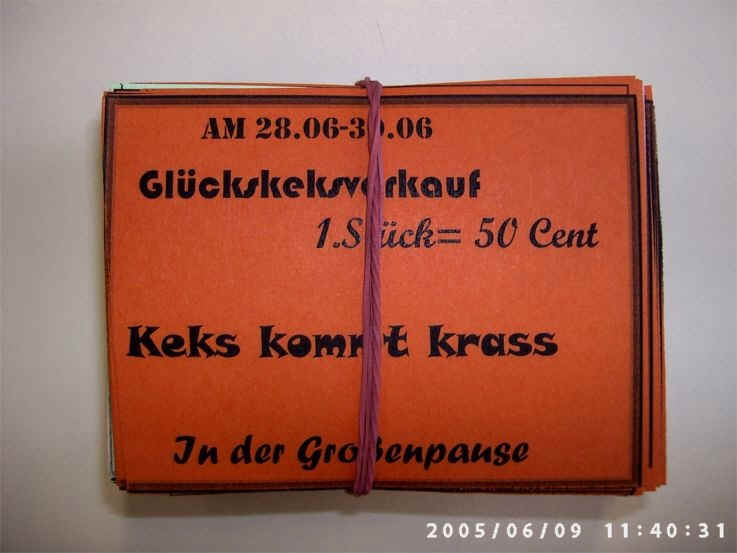 AM 28.06-30.06
Glückskeksverkauf
1.Stück= 50 Cent
Keks kommt krass
In der Großenpause
2005/06/09 11:40:31